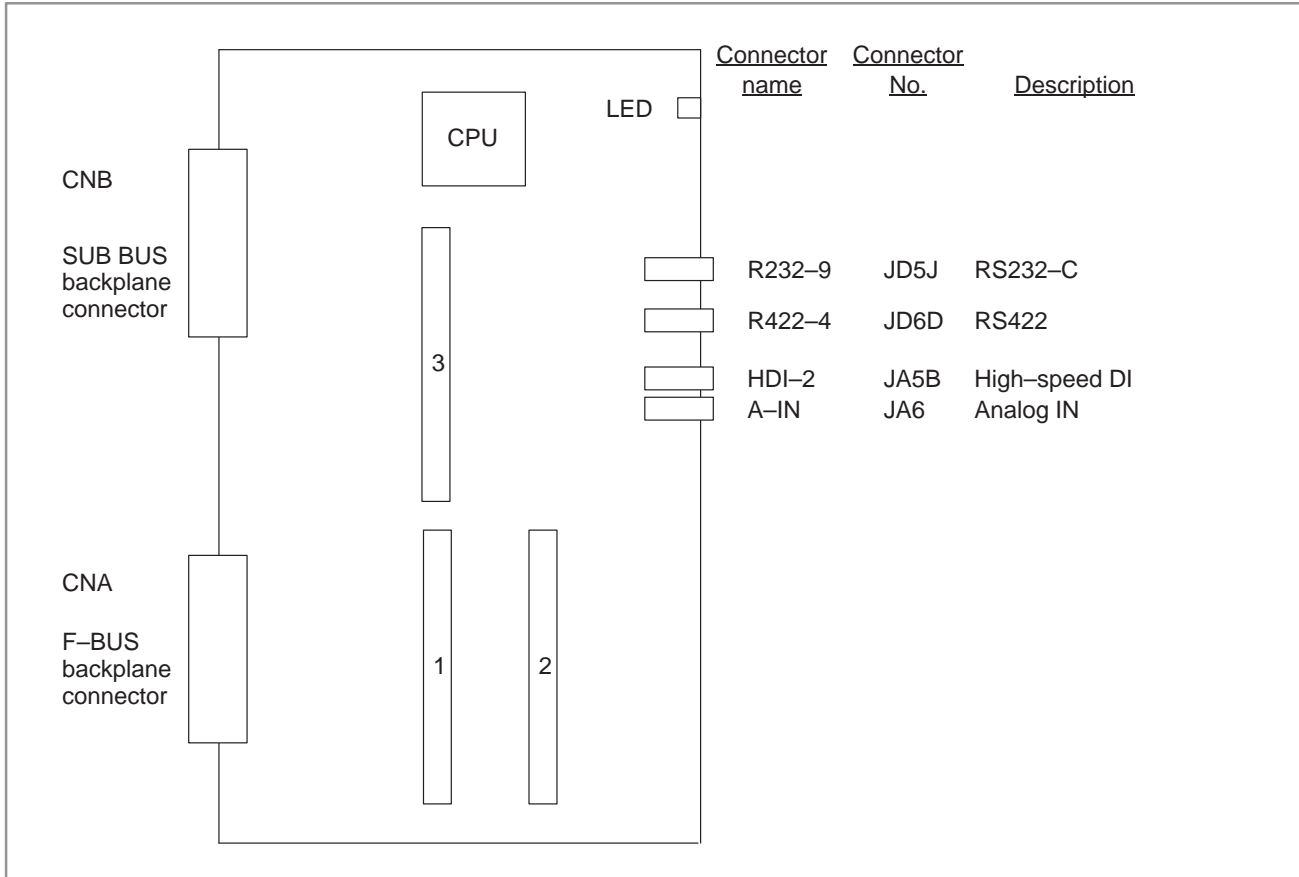 Connector name
Connector No.
Description
LED
CPU
CNB
SUB BUS
backplane
connector
R232–9 JD5J RS232–C
R422–4 JD6D RS422
3
HDI–2 JA5B High–speed DI
A–IN JA6 Analog IN
CNA
F–BUS
backplane
connector
1
2